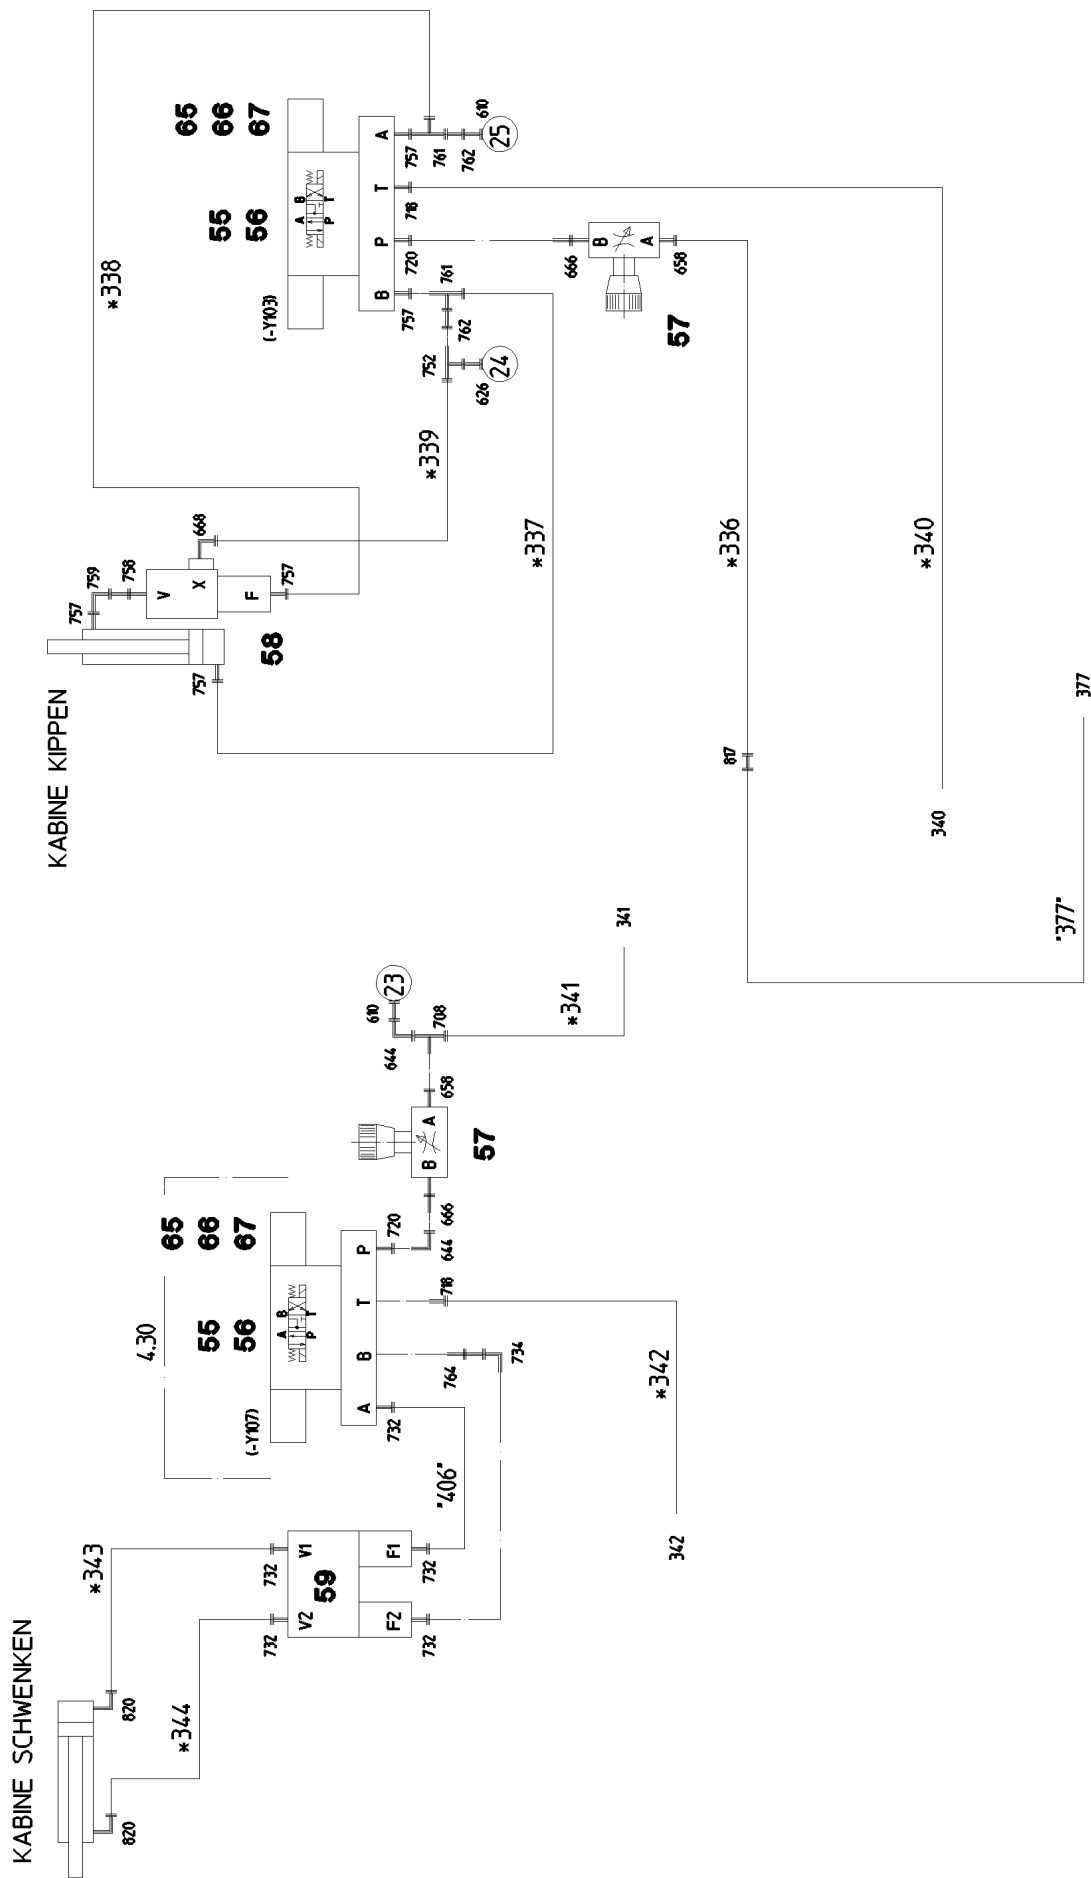 KABINE SCHWENKEN
820
820
*343
*344
732
732
V2
V1
59
F2
F1
732
732
"406"
4.30
(-Y107)
55
56
65
66
67
A B
P T
A
B
T
P
732
764
734
718
720
644
666
B
A
57
658
644
708
610
23
*341
341
*342
342
KABINE KIPPEN
757
759
758
757
V
X
F
668
757
58
*338
*339
*337
(-Y103)
55
56
65
66
67
A B
P T
B
P
T
A
757
720
718
757
761
762
610
25
761
762
752
626
24
666
B
A
658
57
*336
*340
817
340
"377"
377